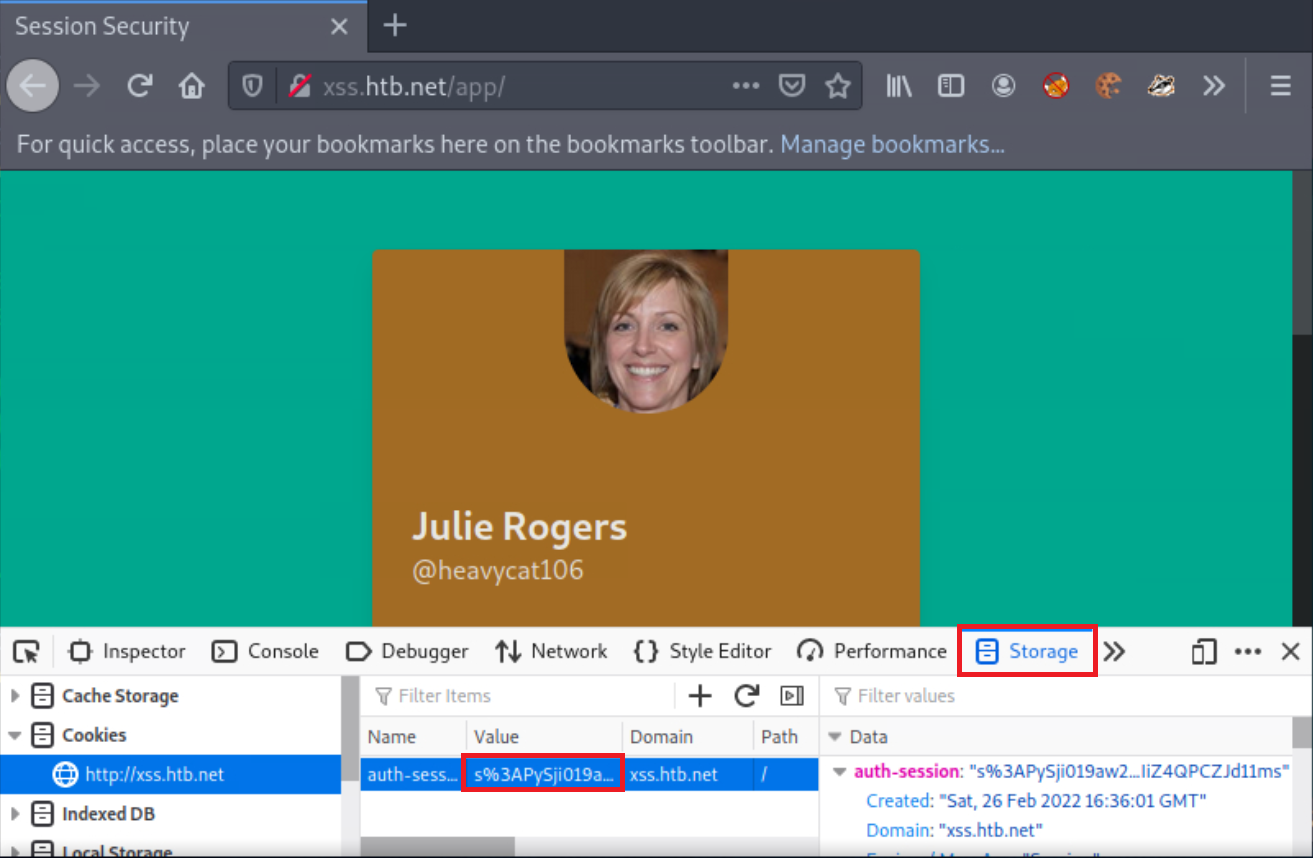 Session Security
xss.htb.net/app/
For quick access, place your bookmarks here on the bookmarks toolbar. Manage bookmarks...
Julie Rogers
@heavycat106
Inspector Console Debugger Network Style Editor Performance Storage
Cache Storage
Filter Items
Filter values
Cookies
Name Value Domain Path
Data
http://xss.htb.net
auth-sess... s%3APySji019a... xss.htb.net /
auth-session: "s%3APySji019aw2...IiZ4QPCZJd11ms"
Created: "Sat, 26 Feb 2022 16:36:01 GMT"
Indexed DB
Domain: "xss.htb.net"
Local Storage